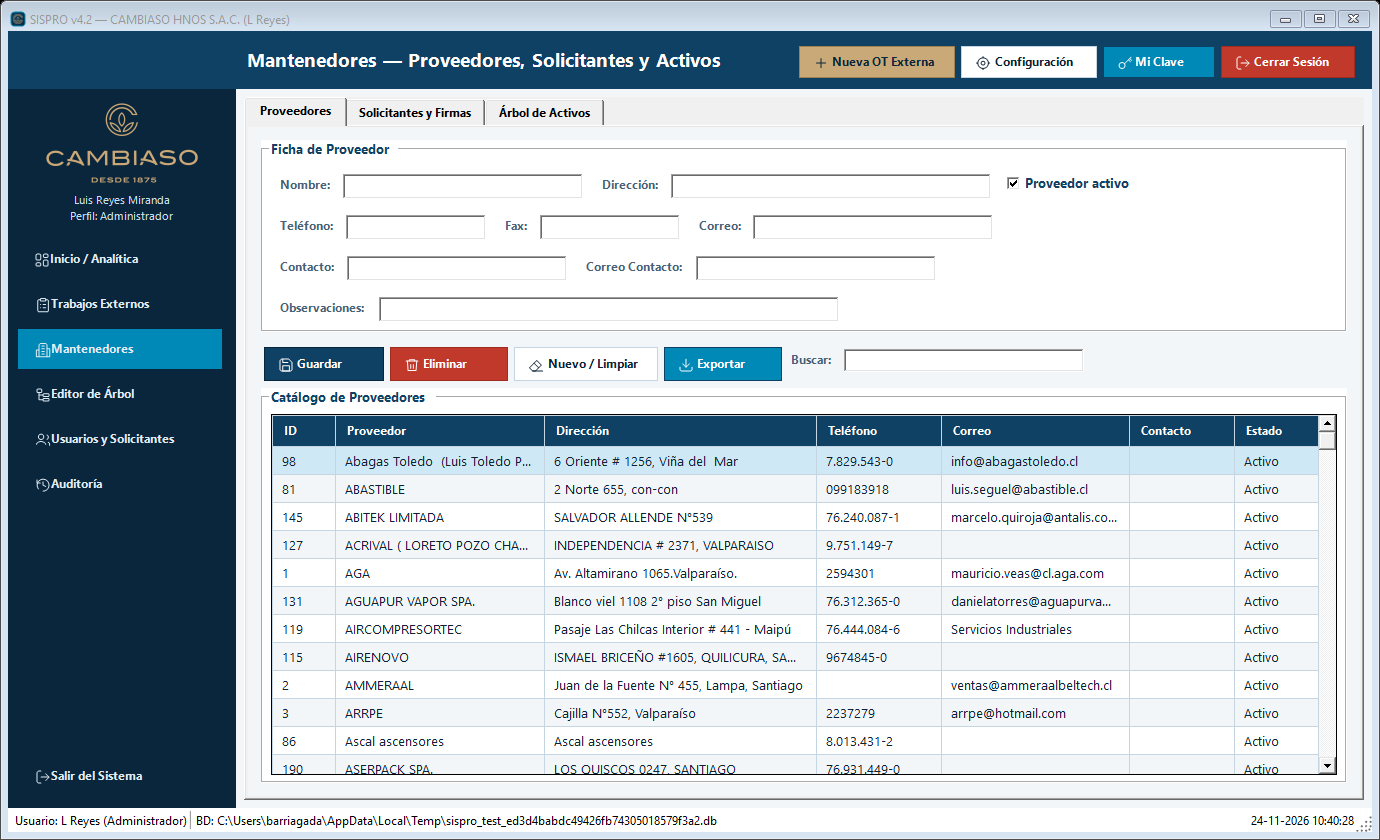 SISPRO v4.2 — CAMBIASO HNOS S.A.C. (L Reyes)
Mantenedores — Proveedores, Solicitantes y Activos
Nueva OT Externa
Configuración
Mi Clave
Cerrar Sesión
CAMBIASO
DESDE 1875
Luis Reyes Miranda
Perfil: Administrador
Inicio / Analítica
Trabajos Externos
Mantenedores
Editor de Árbol
Usuarios y Solicitantes
Auditoría
Salir del Sistema
Proveedores
Solicitantes y Firmas
Árbol de Activos
Ficha de Proveedor
Nombre:
Dirección:
Proveedor activo
Teléfono:
Fax:
Correo:
Contacto:
Correo Contacto:
Observaciones:
Guardar
Eliminar
Nuevo / Limpiar
Exportar
Buscar:
Catálogo de Proveedores
ID Proveedor Dirección Teléfono Correo Contacto Estado
98 Abagas Toledo (Luis Toledo P... 6 Oriente # 1256, Viña del Mar 7.829.543-0 info@abagastoledo.cl Activo
81 ABASTIBLE 2 Norte 655, con-con 099183918 luis.seguel@abastible.cl Activo
145 ABITEK LIMITADA SALVADOR ALLENDE N°539 76.240.087-1 marcelo.quiroja@antalis.co... Activo
127 ACRIVAL ( LORETO POZO CHA... INDEPENDENCIA # 2371, VALPARAISO 9.751.149-7 Activo
1 AGA Av. Altamirano 1065.Valparaíso. 2594301 mauricio.veas@cl.aga.com Activo
131 AGUAPUR VAPOR SPA. Blanco viel 1108 2° piso San Miguel 76.312.365-0 danielatorres@aguapurva... Activo
119 AIRCOMPRESORTEC Pasaje Las Chilcas Interior # 441 - Maipú 76.444.084-6 Servicios Industriales Activo
115 AIRENOVO ISMAEL BRICEÑO #1605, QUILICURA, SA... 9674845-0 Activo
2 AMMERAAL Juan de la Fuente Nº 455, Lampa, Santiago ventas@ammeraalbeltech.cl Activo
3 ARRPE Cajilla N°552, Valparaíso 2237279 arrpe@hotmail.com Activo
86 Ascal ascensores Ascal ascensores 8.013.431-2 Activo
190 ASERPACK SPA. LOS QUISCOS 0247, SANTIAGO 76.931.449-0 Activo
Usuario: L Reyes (Administrador)
BD: C:\Users\barriagada\AppData\Local\Temp\sispro_test_ed3d4babdc49426fb74305018579f3a2.db
24-11-2026 10:40:28